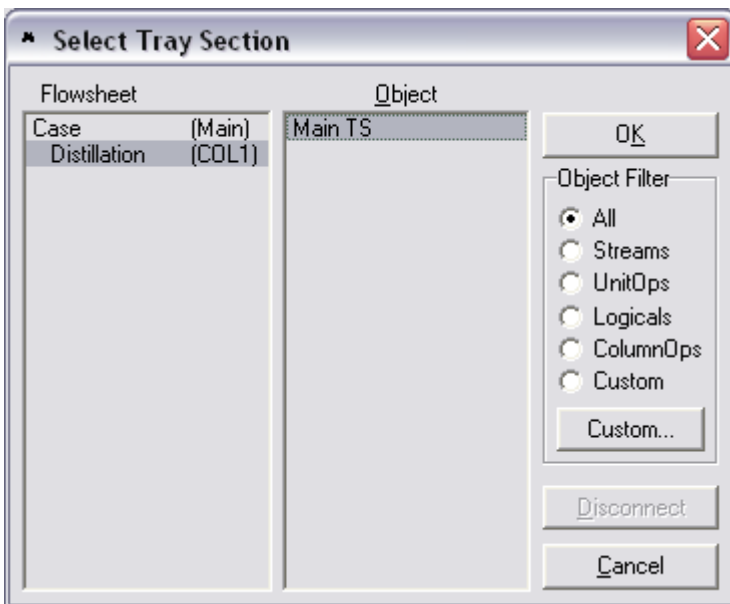 Select Tray Section
Flowsheet
Object
Case (Main)
Distillation (COL1)
Main TS
OK
Object Filter
All
Streams
UnitOps
Logicals
ColumnOps
Custom
Custom...
Disconnect
Cancel